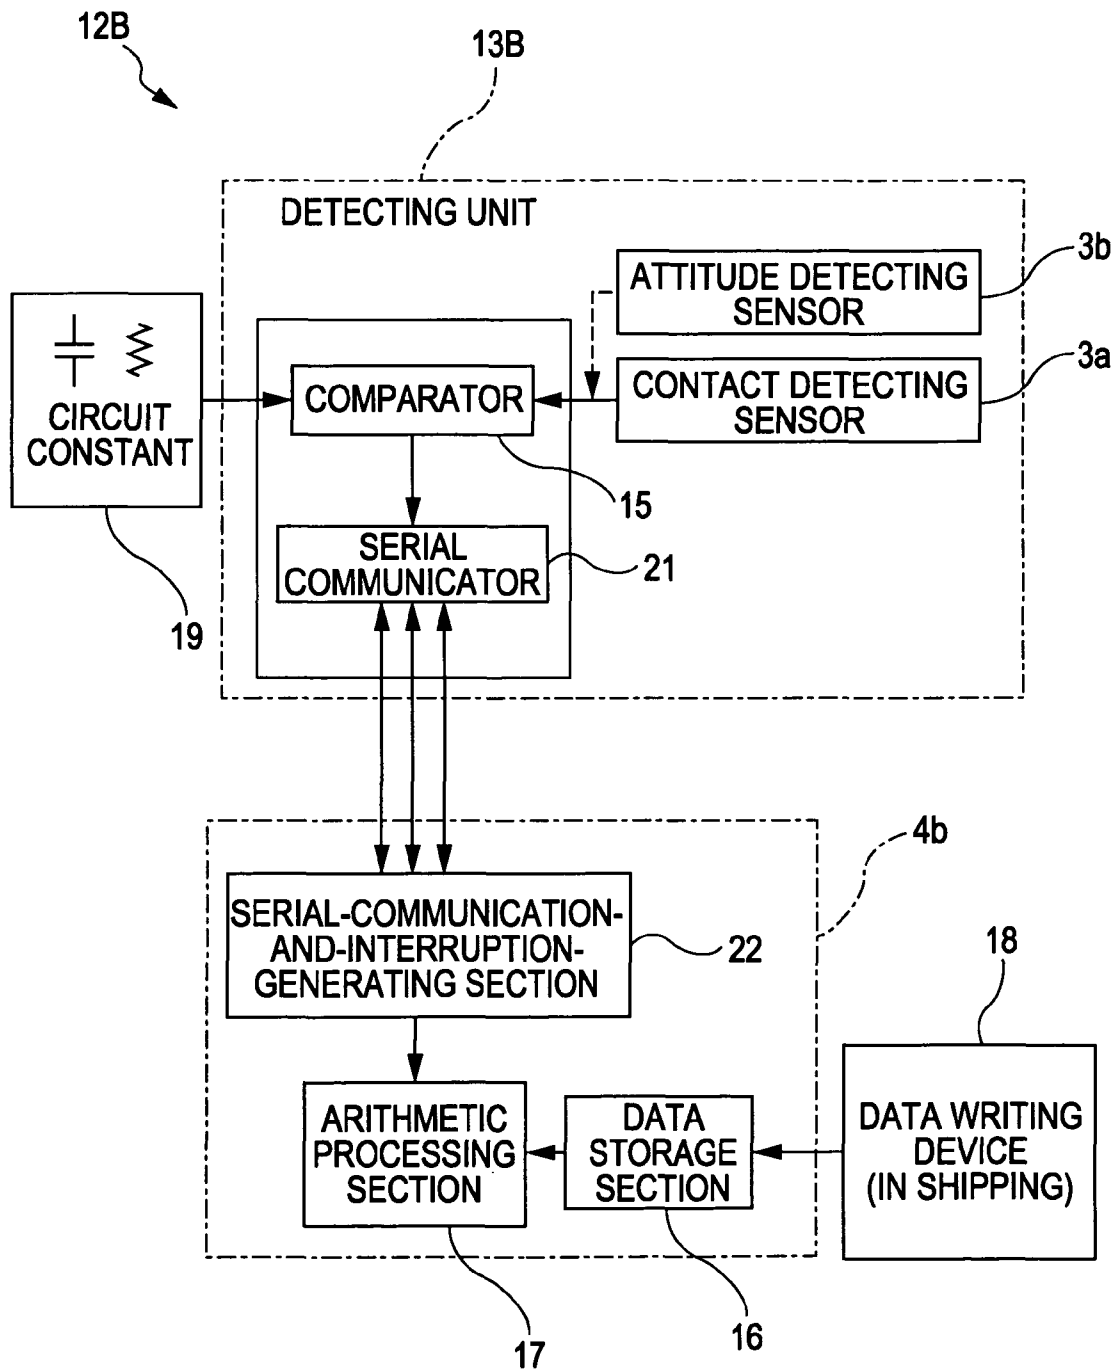 12B
13B
DETECTING UNIT
3b
ATTITUDE DETECTING
SENSOR
3a
CONTACT DETECTING
SENSOR
CIRCUIT
CONSTANT
COMPARATOR
15
SERIAL
COMMUNICATOR
21
19
4b
SERIAL-COMMUNICATION-
AND-INTERRUPTION-
GENERATING SECTION
22
18
ARITHMETIC
PROCESSING
SECTION
DATA
STORAGE
SECTION
DATA WRITING
DEVICE
(IN SHIPPING)
17
16